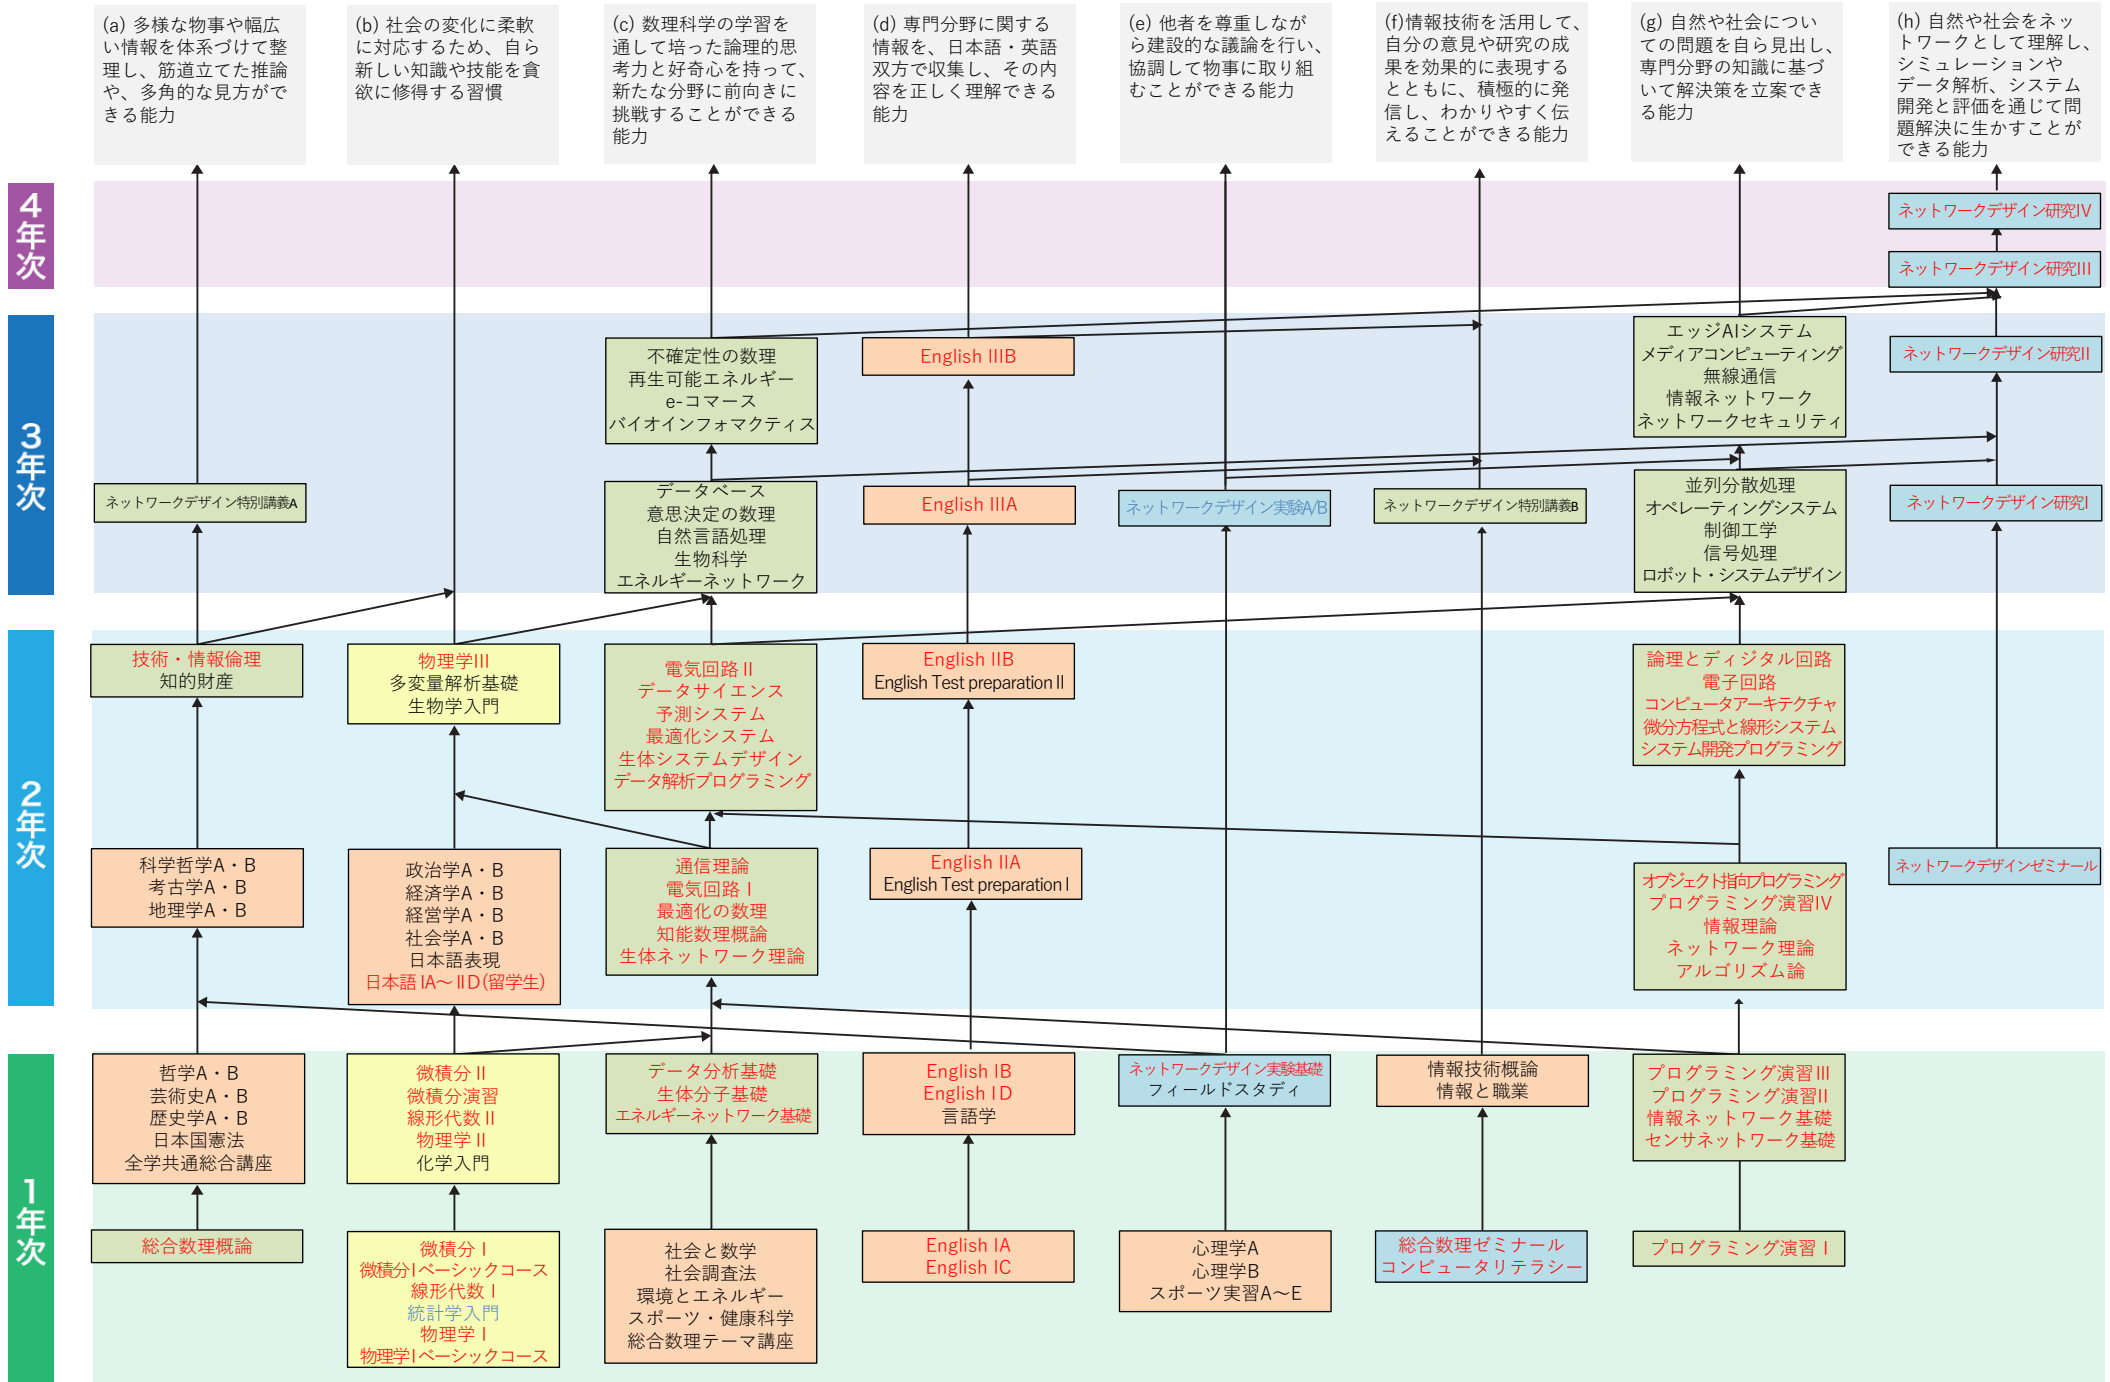 (a) 多様な物事や幅広
い情報を体系づけて整
理し、筋道立てた推論
や、多角的な見方がで
きる能力
(b) 社会の変化に柔軟
に対応するため、自ら
新しい知識や技能を貪
欲に修得する習慣
(c) 数理科学の学習を
通して培った論理的思
考力と好奇心を持って、
新たな分野に前向きに
挑戦することができる
能力
(d) 専門分野に関する
情報を、日本語・英語
双方で収集し、その内
容を正しく理解できる
能力
(e) 他者を尊重しなが
ら建設的な議論を行い、
協調して物事に取り組
むことができる能力
(f)情報技術を活用して、
自分の意見や研究の成
果を効果的に表現する
とともに、積極的に発
信し、わかりやすく伝
えることができる能力
(g) 自然や社会につい
ての問題を自ら見出し、
専門分野の知識に基づ
いて解決策を立案でき
る能力
(h) 自然や社会をネッ
トワークとして理解し、
シミュレーションや
データ解析、システム
開発と評価を通じて問
題解決に生かすことが
できる能力
4年次
ネットワークデザイン研究IV
ネットワークデザイン研究III
3年次
不確定性の数理
再生可能エネルギー
e-コマース
バイオインフォマクティス
English IIIB
エッジAIシステム
メディアコンピューティング
無線通信
情報ネットワーク
ネットワークセキュリティ
ネットワークデザイン研究II
ネットワークデザイン特別講義A
データベース
意思決定の数理
自然言語処理
生物科学
エネルギーネットワーク
English IIIA
ネットワークデザイン実験A/B
ネットワークデザイン特別講義B
並列分散処理
オペレーティングシステム
制御工学
信号処理
ロボット・システムデザイン
ネットワークデザイン研究I
2年次
技術・情報倫理
知的財産
物理学III
多変量解析基礎
生物学入門
電気回路 II
データサイエンス
予測システム
最適化システム
生体システムデザイン
データ解析プログラミング
English IIB
English Test preparation II
論理とディジタル回路
電子回路
コンピュータアーキテクチャ
微分方程式と線形システム
システム開発プログラミング
科学哲学A・B
考古学A・B
地理学A・B
政治学A・B
経済学A・B
経営学A・B
社会学A・B
日本語表現
日本語 IA～IID(留学生)
通信理論
電気回路 I
最適化の数理
知能数理概論
生体ネットワーク理論
English IIA
English Test preparation I
オブジェクト指向プログラミング
プログラミング演習IV
情報理論
ネットワーク理論
アルゴリズム論
ネットワークデザインゼミナール
1年次
哲学A・B
芸術史A・B
歴史学A・B
日本国憲法
全学共通総合講座
微積分 II
微積分演習
線形代数 II
物理学 II
化学入門
データ分析基礎
生体分子基礎
エネルギーネットワーク基礎
English IB
English ID
言語学
ネットワークデザイン実験基礎
フィールドスタディ
情報技術概論
情報と職業
プログラミング演習III
プログラミング演習II
情報ネットワーク基礎
センサネットワーク基礎
総合数理概論
微積分 I
微積分Iベーシックコース
線形代数 I
統計学入門
物理学 I
物理学Iベーシックコース
社会と数学
社会調査法
環境とエネルギー
スポーツ・健康科学
総合数理テーマ講座
English IA
English IC
心理学A
心理学B
スポーツ実習A～E
総合数理ゼミナール
コンピュータリテラシー
プログラミング演習 I